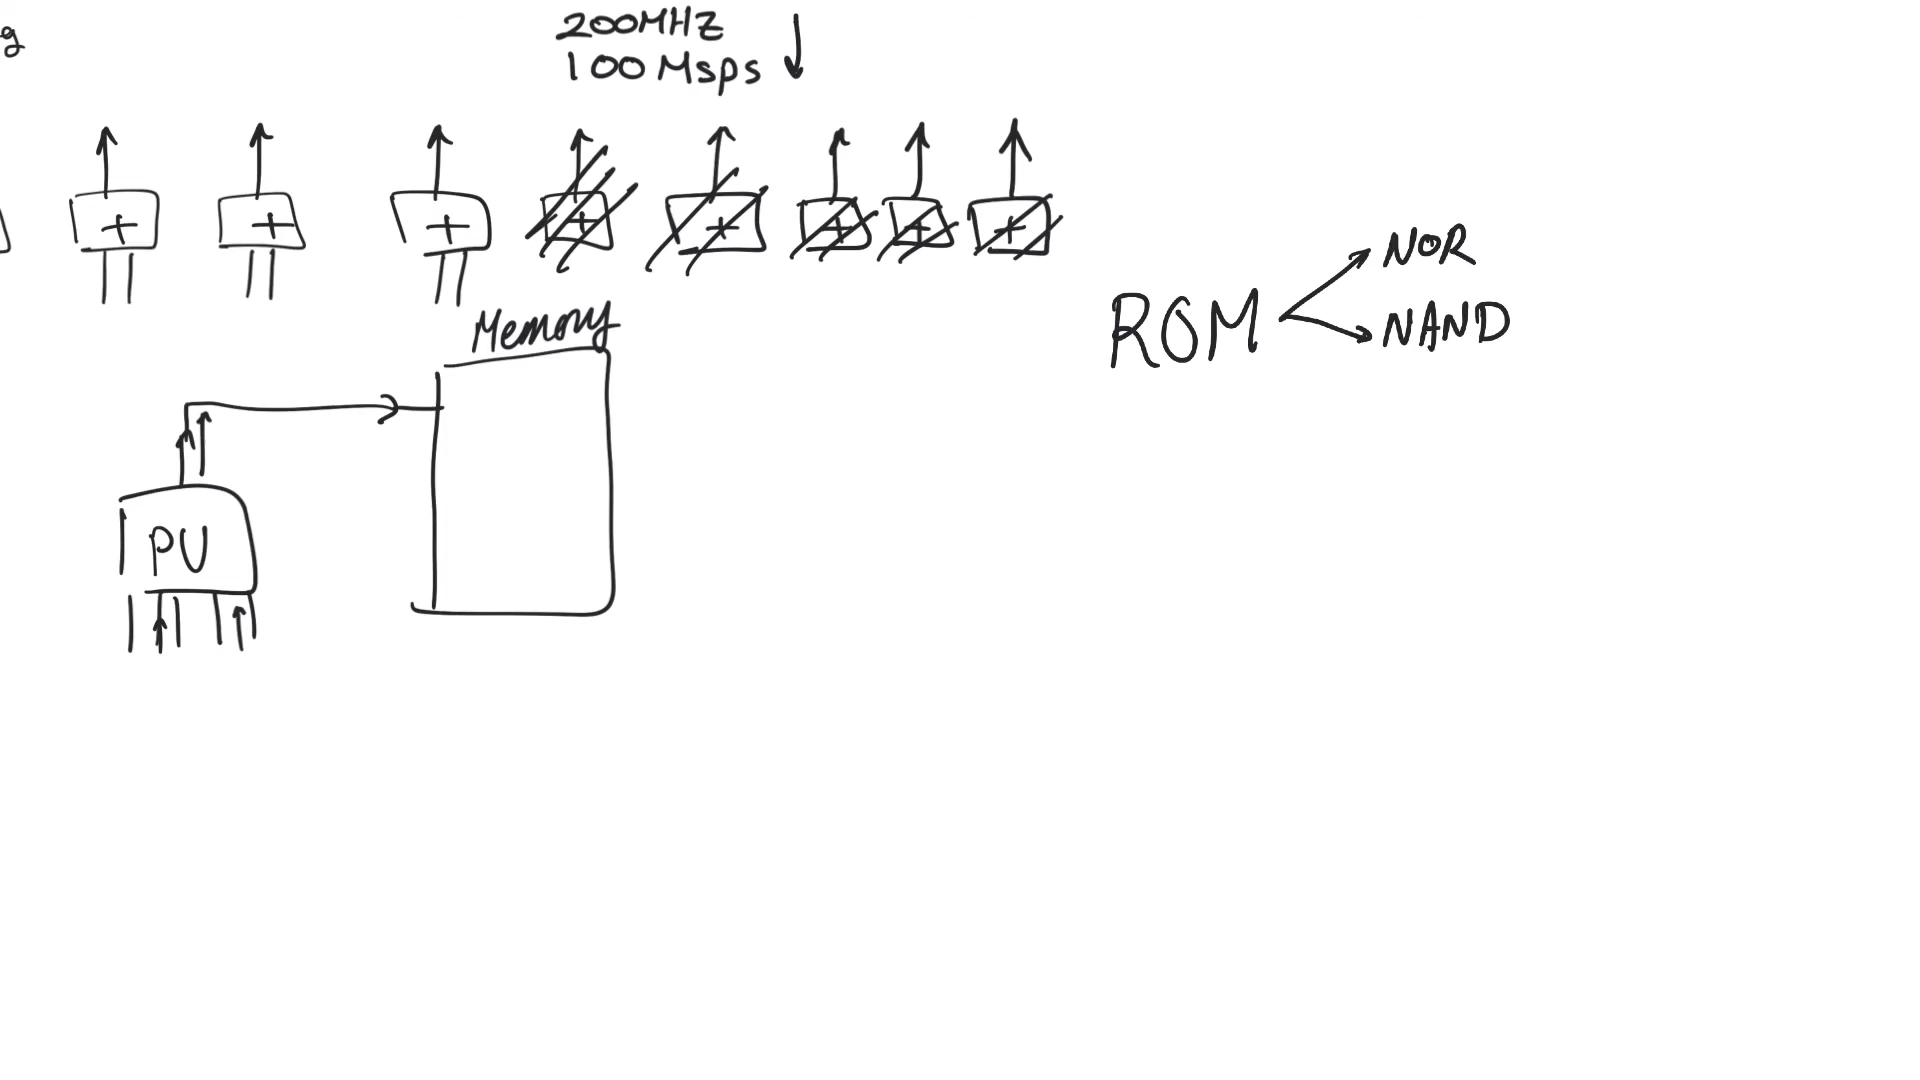 g
200MHZ
100 Msps
+ + + + + + + +
NOR
ROM
NAND
Memory
PU